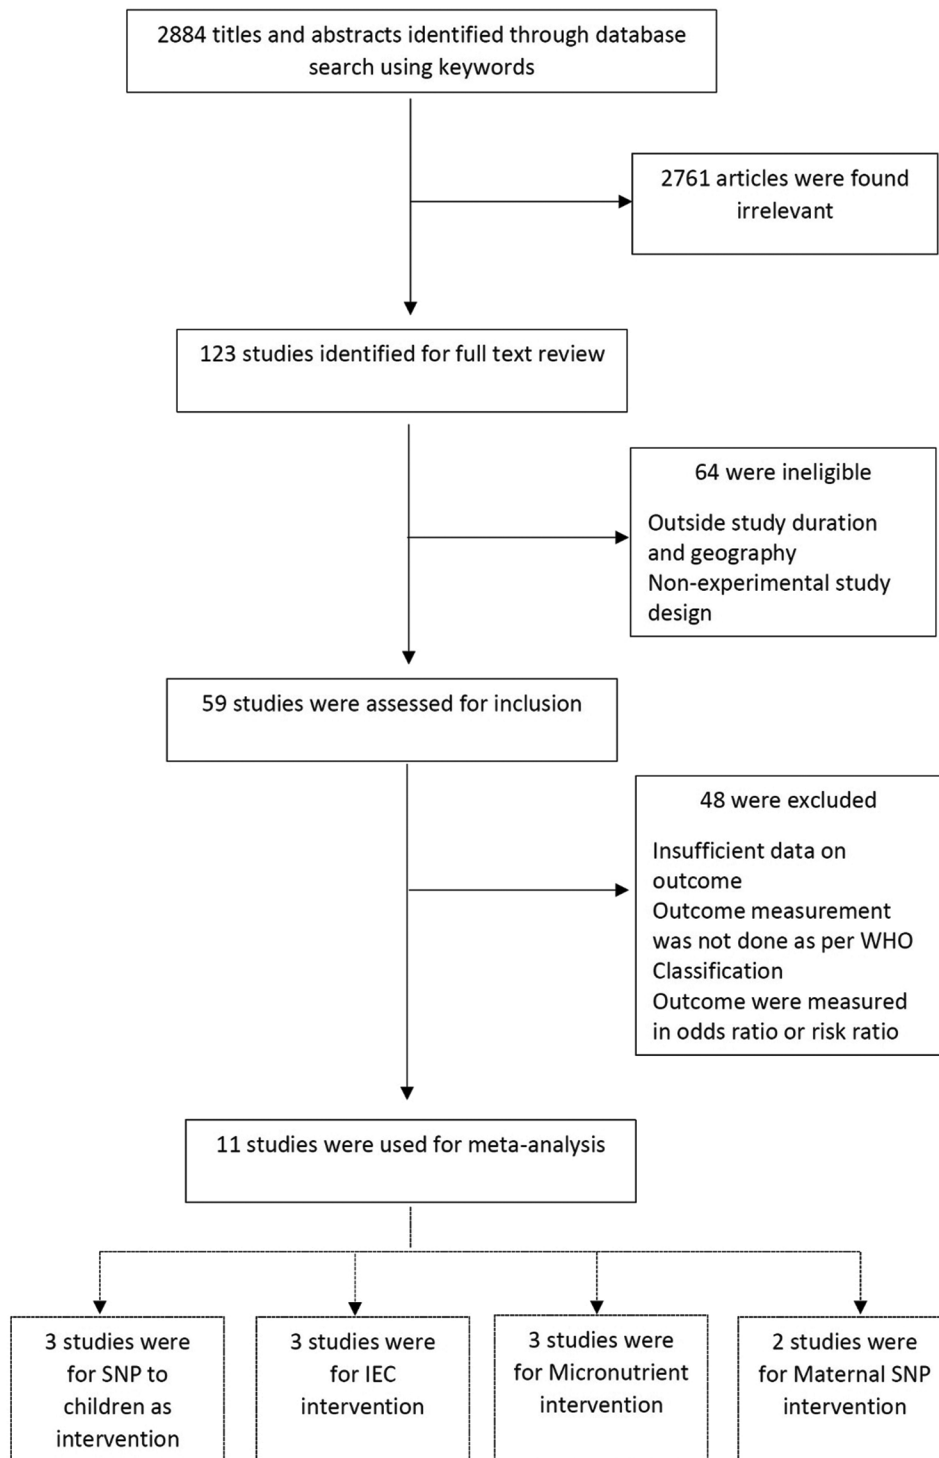 2884 titles and abstracts identified through database
search using keywords
2761 articles were found
irrelevant
123 studies identified for full text review
64 were ineligible
Outside study duration
and geography
Non-experimental study
design
59 studies were assessed for inclusion
48 were excluded
Insufficient data on
outcome
Outcome measurement
was not done as per WHO
Classification
Outcome were measured
in odds ratio or risk ratio
11 studies were used for meta-analysis
3 studies were
for SNP to
children as
intervention
3 studies were
for IEC
intervention
3 studies were
for Micronutrient
intervention
2 studies were
for Maternal SNP
intervention